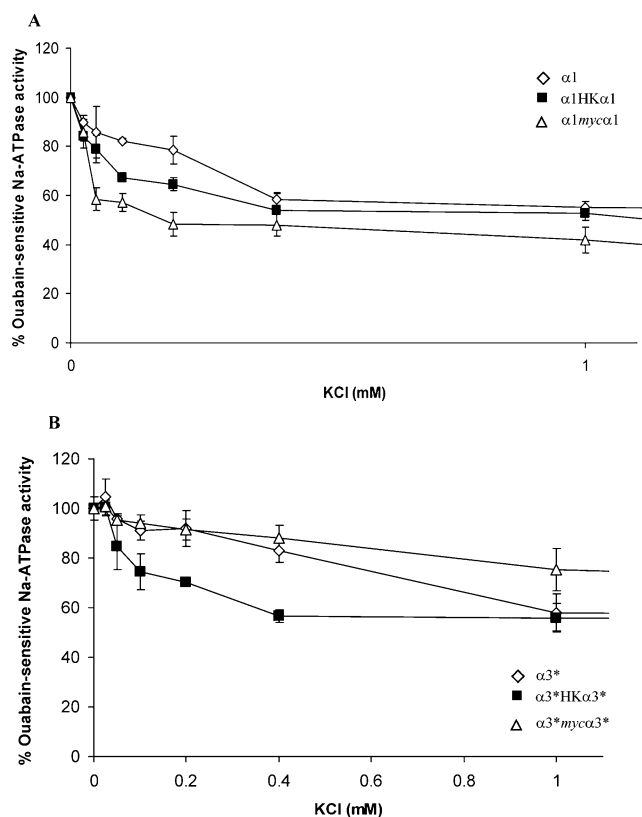 A
% Ouabain-sensitive Na-ATPase activity
120
100
80
60
40
20
0
0
1
KCl (mM)
α1
α1HKα1
α1mycα1
B
% Ouabain-sensitive Na-ATPase activity
120
100
80
60
40
20
0
0
0.2
0.4
0.6
0.8
1
KCl (mM)
α3*
α3*HKα3*
α3*mycα3*